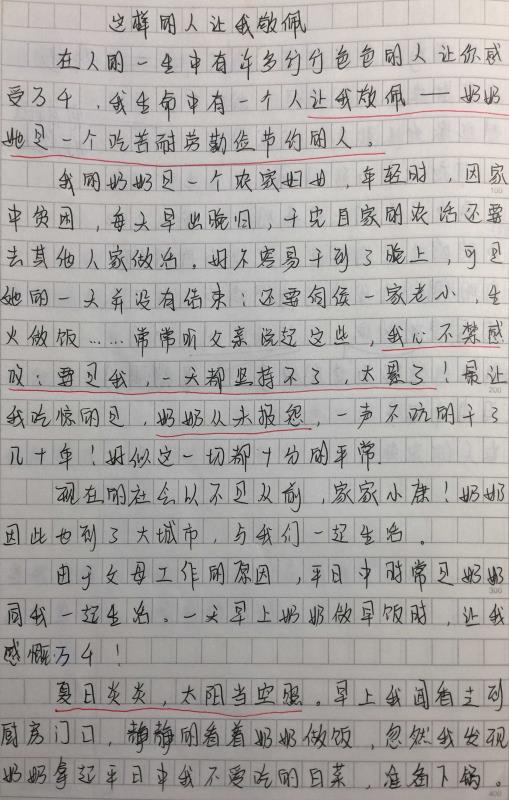 这样的人让我敬佩
在人的一生中有许多行行色色的人让你感
受万千，我生命中有一个人让我敬佩——奶奶
她是一个吃苦耐劳勤俭节约的人。
我的奶奶是一个农家妇女，年轻时，因家
中贫困，每天早出晚归，干完自家的农活还要
去其他人家做活。好不容易干到了晚上，可是
她的一天并没有结束：还要伺侯一家老小，生
火做饭……常常听父亲说起这些，我心不禁感
叹：要是我，一天都坚持不了，太累了！最让
我吃惊的是，奶奶从未报怨，一声不吭的干了
几十年！好似这一切都十分的平常.
现在的社会以不是从前，家家小康！奶奶
因此也到了大城市，与我们一起生活。
由于父母工作的原因，平日中时常是奶奶
同我一起生活。一天早上奶奶做早饭时，让我
感慨万千！
夏日炎炎，太阳当空照。早上我闻着走到
厨房门口，静静的看着奶奶做饭，忽然我发现
奶奶拿起平日中我不爱吃的白菜，准备下锅。
100
200
300
400